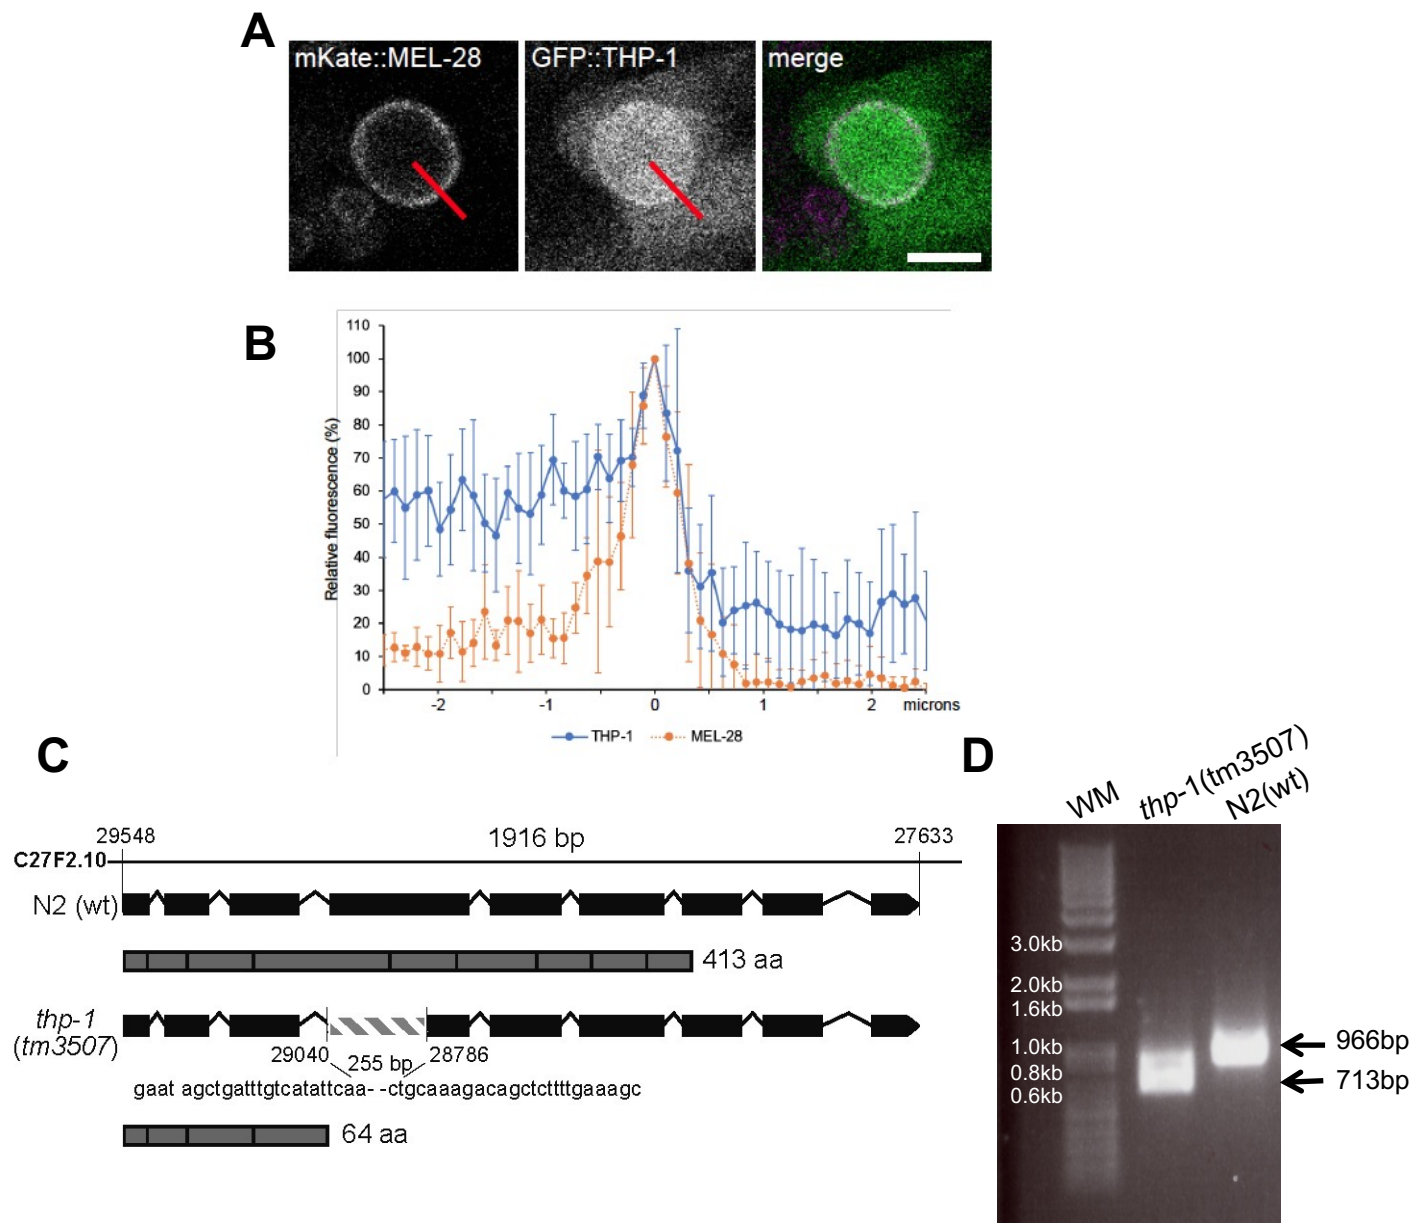 A
mKate::MEL-28
GFP::THP-1
merge
B
110
100
90
80
70
60
50
40
30
20
10
0
Relative fluorescence (%)
-2
-1
0
1
2
microns
THP-1
MEL-28
C
29548
1916 bp
27633
C27F2.10
N2 (wt)
413 aa
thp-1
(tm3507)
29040
255 bp
28786
gaat agctgatttgtcatattcaa- -ctgcaaagacagctcttttgaaagc
64 aa
D
WM
thp-1(tm3507)
N2(wt)
3.0kb
2.0kb
1.6kb
1.0kb
0.8kb
0.6kb
966bp
713bp